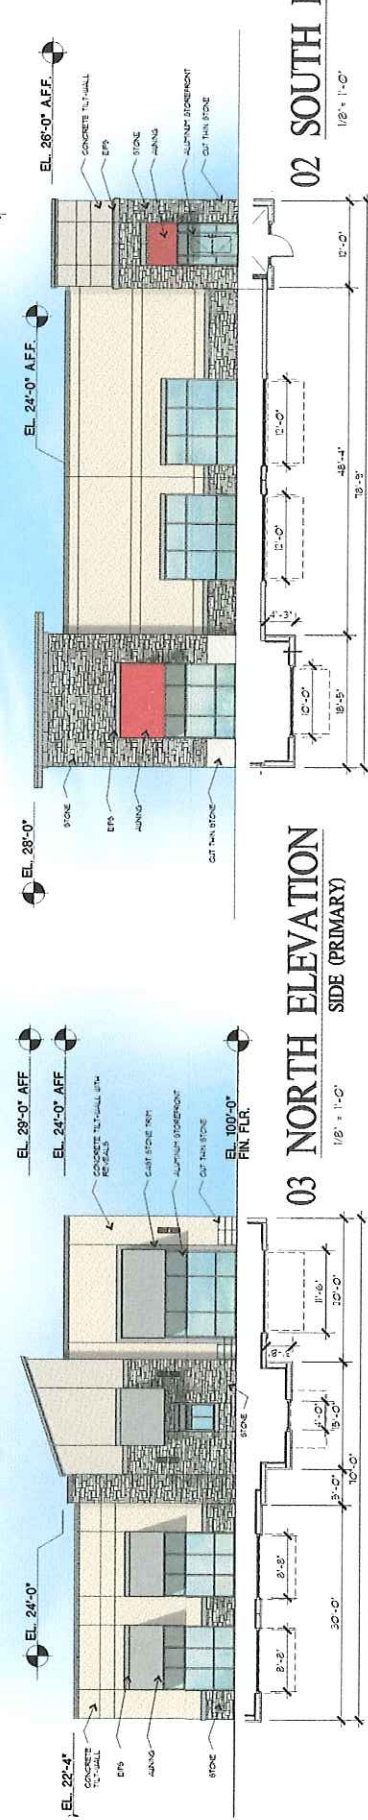 EL. 22'-4"
CONCRETE
TILT-WALL
EIFS
AWNING
STONE
EL. 24'-0"
EL. 29'-0" AFF
EL. 24'-0" AFF
CONCRETE TILT-WALL WITH
REVEALS
CAST STONE TRIM
ALUMINUM STOREFRONT
CUT THIN STONE
EL. 100'-0"
FIN. FLR.
STONE
8'-8"
8'-8"
30'-0"
9'-0"
4'-0"
15'-0"
11'-6"
20'-0"
03 NORTH ELEVATION
SIDE (PRIMARY)
1/8" = 1'-0"
EL. 28'-0"
STONE
EIFS
AWNING
CUT THIN STONE
EL. 24'-0" A.F.F.
EL. 26'-0" A.F.F.
CONCRETE TILT-WALL
EIFS
STONE
AWNING
ALUMINUM STOREFRONT
CUT THIN STONE
10'-0"
18'-5"
4'-3"
12'-0"
12'-0"
48'-4"
12'-0"
78'-9"
02 SOUTH
1/8" = 1'-0"